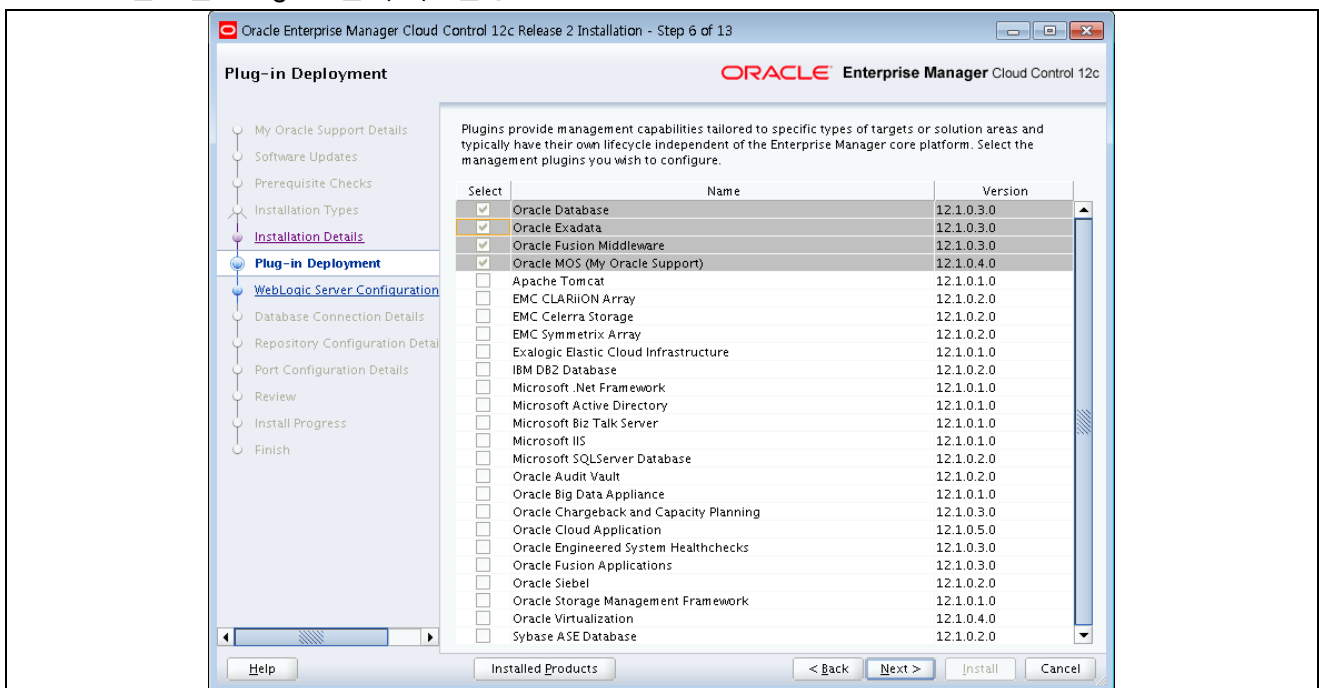 Oracle Enterprise Manager Cloud Control 12c Release 2 Installation - Step 6 of 13
Plug-in Deployment
ORACLE Enterprise Manager Cloud Control 12c
My Oracle Support Details
Software Updates
Prerequisite Checks
Installation Types
Installation Details
Plug-in Deployment
WebLogic Server Configuration
Database Connection Details
Repository Configuration Detai
Port Configuration Details
Review
Install Progress
Finish
Plugins provide management capabilities tailored to specific types of targets or solution areas and
typically have their own lifecycle independent of the Enterprise Manager core platform. Select the
management plugins you wish to configure.
Select Name Version
Oracle Database 12.1.0.3.0
Oracle Exadata 12.1.0.3.0
Oracle Fusion Middleware 12.1.0.3.0
Oracle MOS (My Oracle Support) 12.1.0.4.0
Apache Tomcat 12.1.0.1.0
EMC CLARiiON Array 12.1.0.2.0
EMC Celerra Storage 12.1.0.2.0
EMC Symmetrix Array 12.1.0.2.0
Exalogic Elastic Cloud Infrastructure 12.1.0.1.0
IBM DB2 Database 12.1.0.2.0
Microsoft .Net Framework 12.1.0.1.0
Microsoft Active Directory 12.1.0.1.0
Microsoft Biz Talk Server 12.1.0.1.0
Microsoft IIS 12.1.0.1.0
Microsoft SQLServer Database 12.1.0.2.0
Oracle Audit Vault 12.1.0.2.0
Oracle Big Data Appliance 12.1.0.1.0
Oracle Chargeback and Capacity Planning 12.1.0.3.0
Oracle Cloud Application 12.1.0.5.0
Oracle Engineered System Healthchecks 12.1.0.3.0
Oracle Fusion Applications 12.1.0.3.0
Oracle Siebel 12.1.0.2.0
Oracle Storage Management Framework 12.1.0.1.0
Oracle Virtualization 12.1.0.4.0
Sybase ASE Database 12.1.0.2.0
Help Installed Products < Back Next > Install Cancel